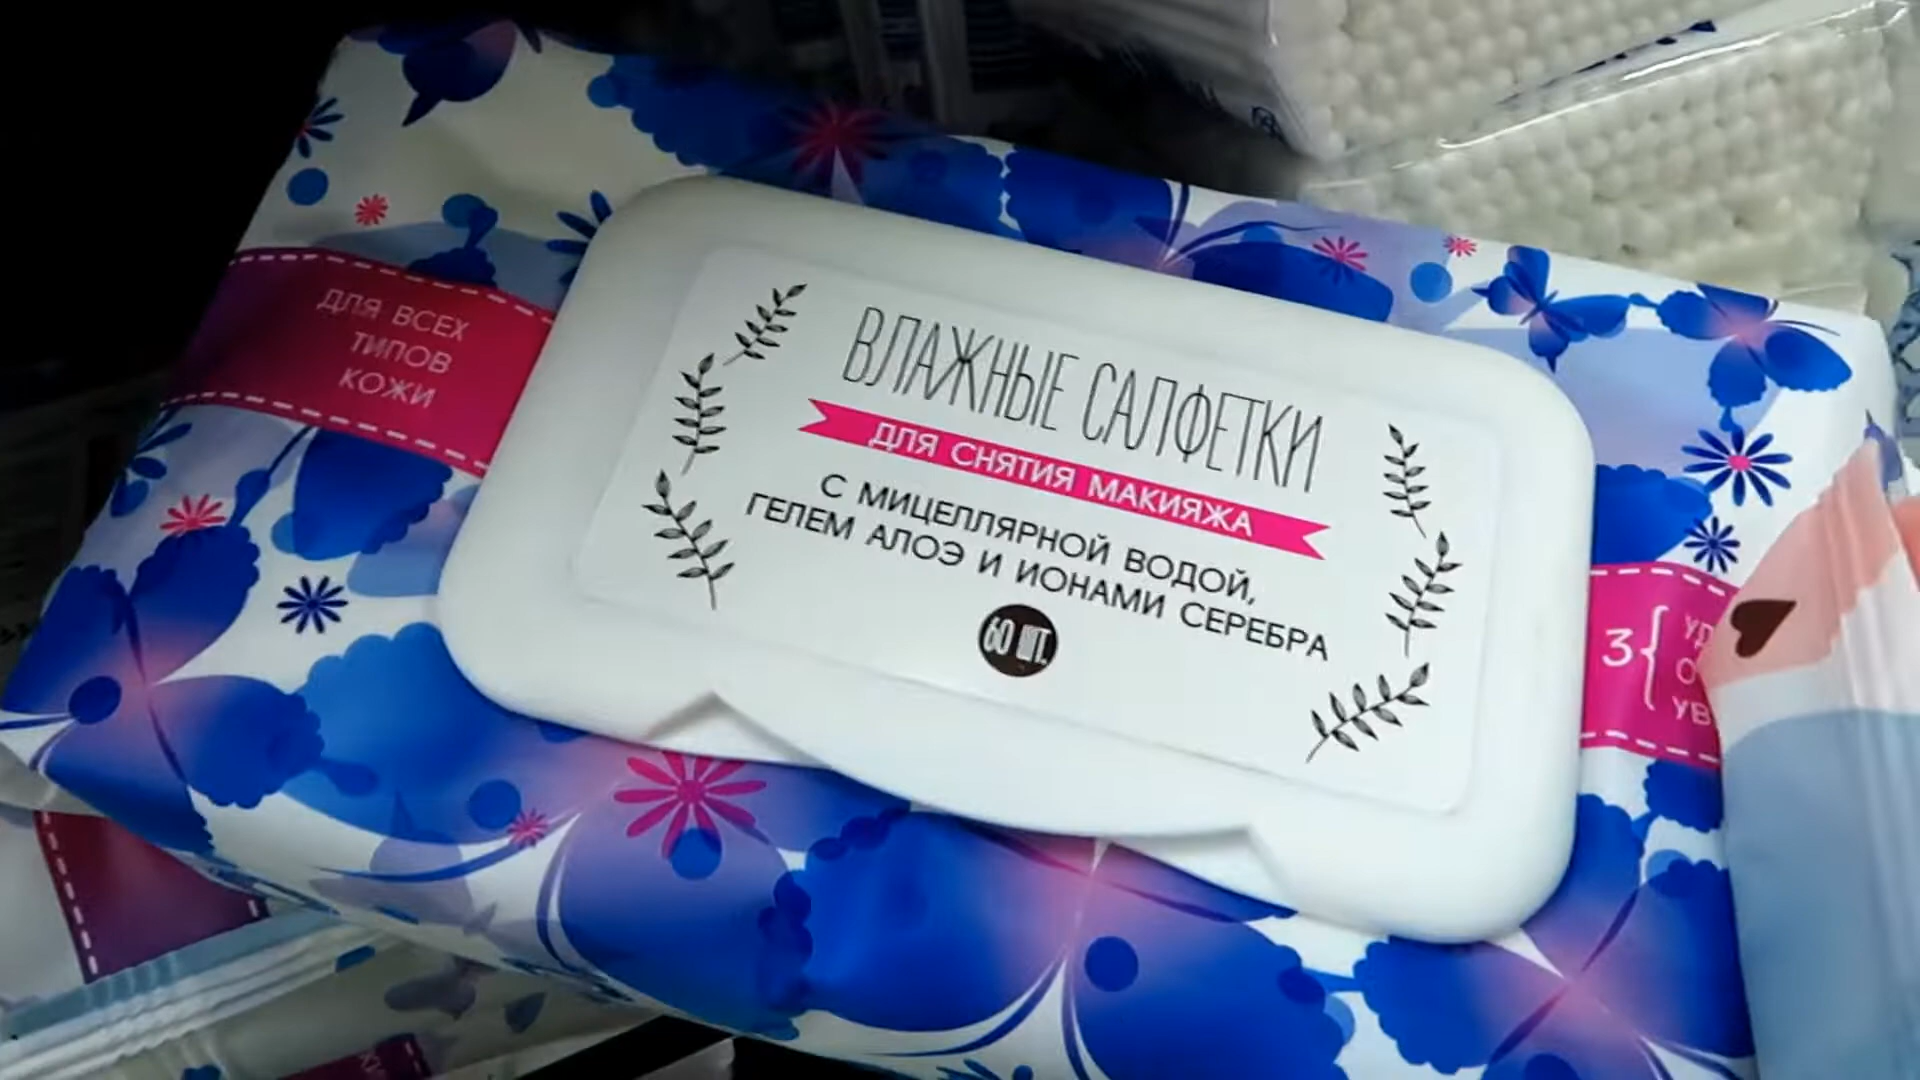 ДЛЯ ВСЕХ
ТИПОВ
КОЖИ
ВЛАЖНЫЕ САЛФЕТКИ
ДЛЯ СНЯТИЯ МАКИЯЖА
С МИЦЕЛЛЯРНОЙ ВОДОЙ,
ГЕЛЕМ АЛОЭ И ИОНАМИ СЕРЕБРА
60 ШТ.
3